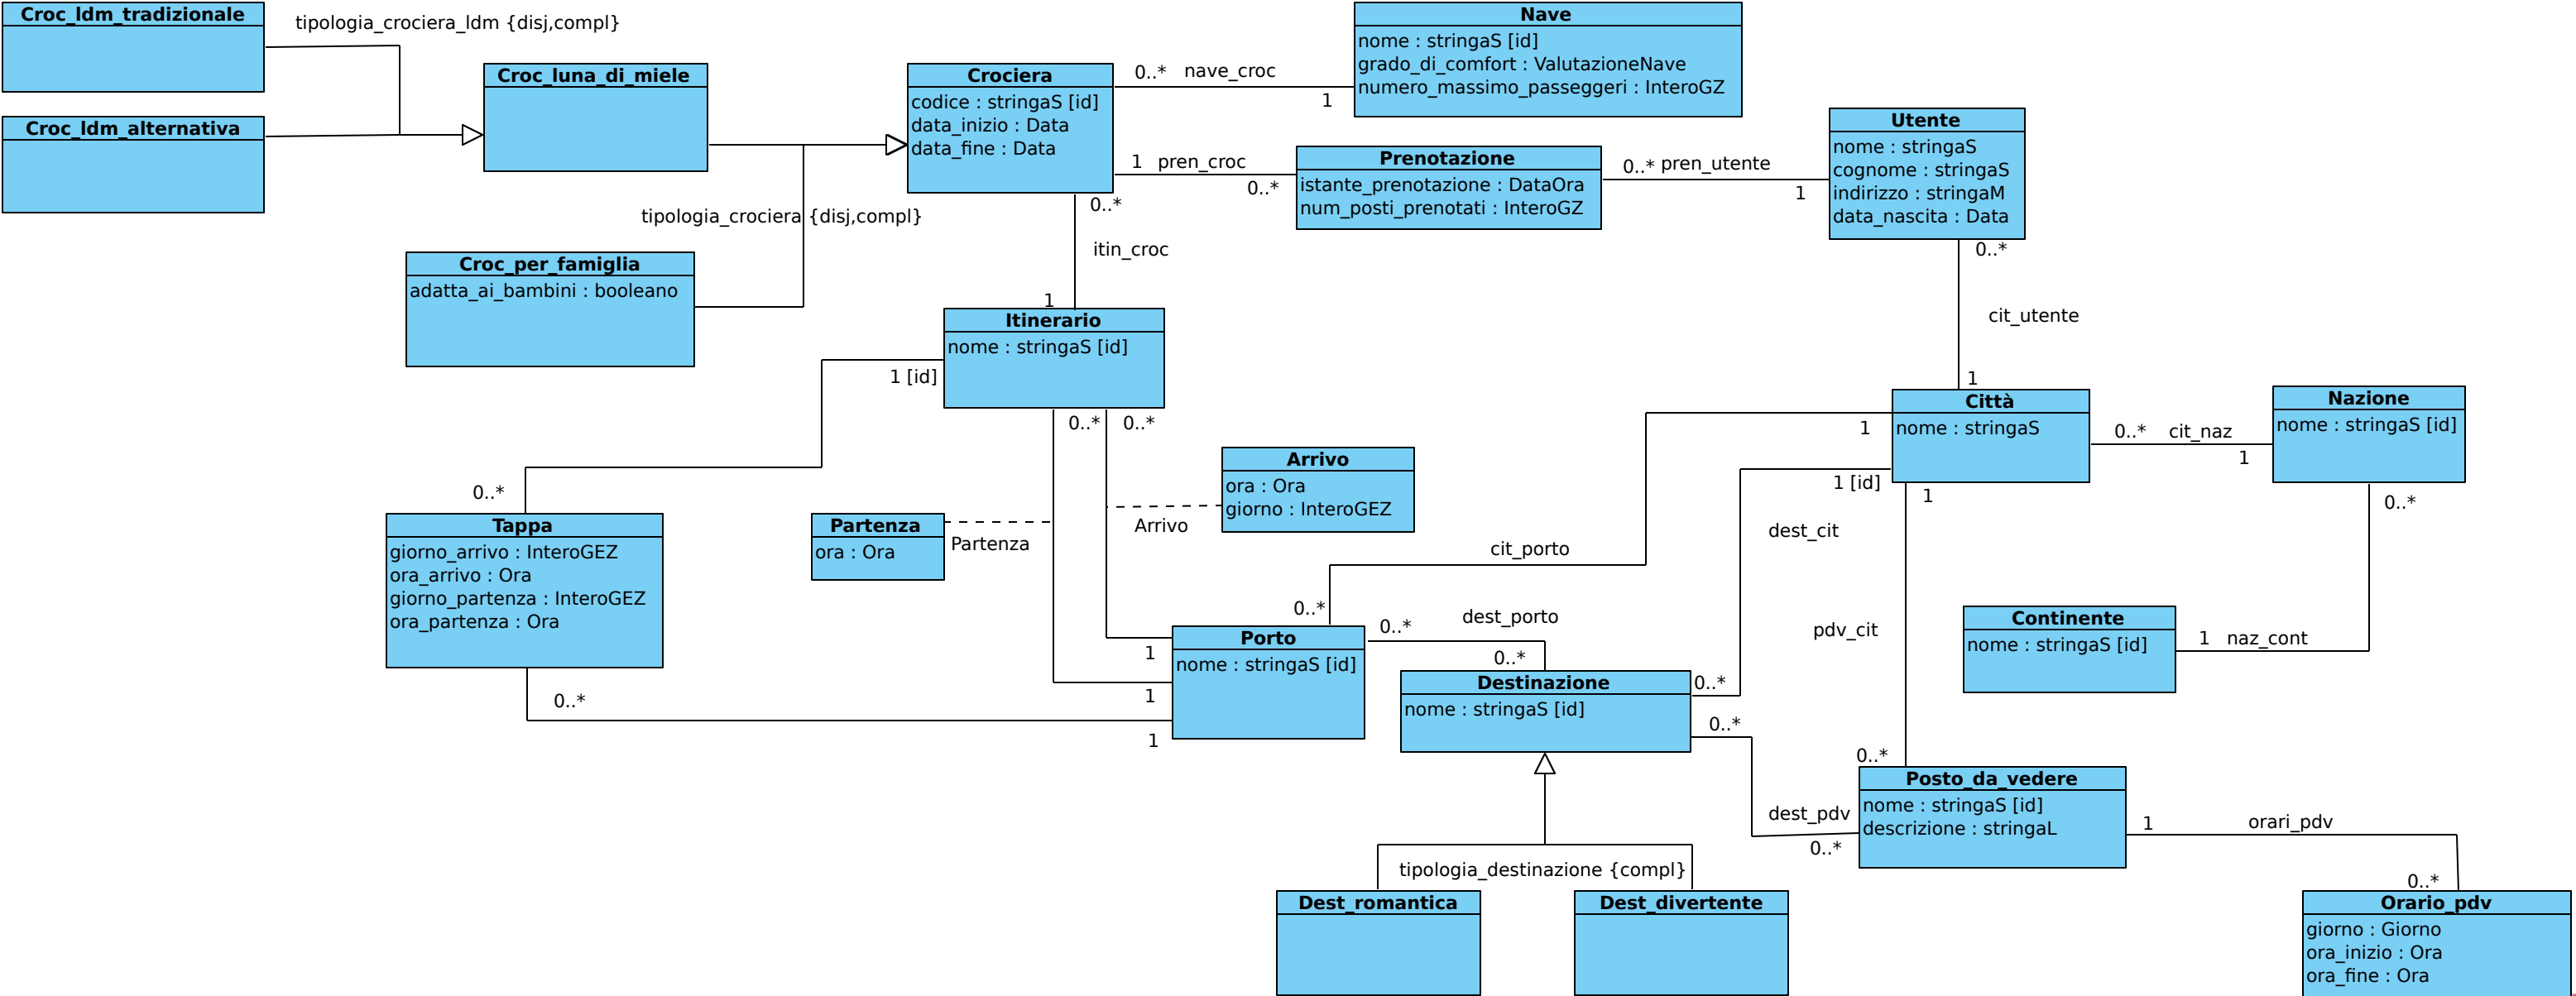 Croc_ldm_tradizionale
tipologia_crociera_ldm {disj,compl}
Croc_ldm_alternativa
Croc_luna_di_miele
Crociera
codice : stringaS [id]
data_inizio : Data
data_fine : Data
0..* nave_croc
1
Nave
nome : stringaS [id]
grado_di_comfort : ValutazioneNave
numero_massimo_passeggeri : InteroGZ
1 pren_croc
0..*
Prenotazione
istante_prenotazione : DataOra
num_posti_prenotati : InteroGZ
0..* pren_utente
1
Utente
nome : stringaS
cognome : stringaS
indirizzo : stringaM
data_nascita : Data
tipologia_crociera {disj,compl}
Croc_per_famiglia
adatta_ai_bambini : booleano
0..*
itin_croc
1
Itinerario
nome : stringaS [id]
0..*
cit_utente
1
1 [id]
0..*
0..* 0..*
Tappa
giorno_arrivo : InteroGEZ
ora_arrivo : Ora
giorno_partenza : InteroGEZ
ora_partenza : Ora
0..*
1
Partenza
ora : Ora
Partenza
1
Arrivo
ora : Ora
giorno : InteroGEZ
Arrivo
1
Città
nome : stringaS
0..* cit_naz
1
Nazione
nome : stringaS [id]
1
cit_porto
0..*
1 [id]
dest_cit
0..*
1
pdv_cit
0..*
0..*
1 naz_cont
Continente
nome : stringaS [id]
Porto
nome : stringaS [id]
0..*
dest_porto
0..*
Destinazione
nome : stringaS [id]
0..*
dest_pdv
0..*
Posto_da_vedere
nome : stringaS [id]
descrizione : stringaL
1
orari_pdv
0..*
tipologia_destinazione {compl}
Dest_romantica
Dest_divertente
Orario_pdv
giorno : Giorno
ora_inizio : Ora
ora_fine : Ora